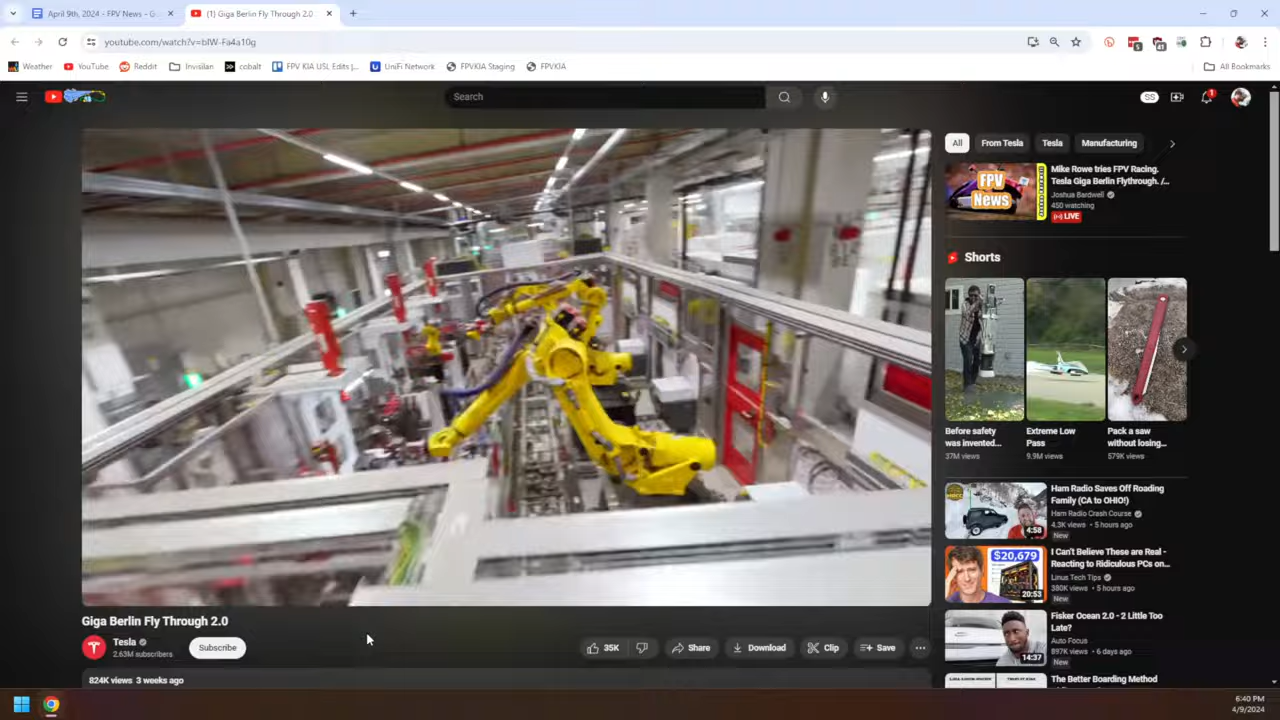 April 9th, 2024 - FPV News - G
(1) Giga Berlin Fly Through 2.0
youtube.com/watch?v=bIW-Fa4a10g
5
41
Weather
YouTube
Reddit
Invisilan
cobalt
FPV KIA USL Edits |...
UniFi Network
FPVKIA Staging
FPVKIA
All Bookmarks
Search
SS
1
All
From Tesla
Tesla
Manufacturing
FPV
News
Mike Rowe tries FPV Racing.
Tesla Giga Berlin Flythrough. /...
Joshua Bardwell
450 watching
LIVE
Shorts
Before safety
was invented...
37M views
Extreme Low
Pass
9.9M views
Pack a saw
without losing...
579K views
4:58
Ham Radio Saves Off Roading
Family (CA to OHIO!)
Ham Radio Crash Course
4.3K views • 5 hours ago
New
$20,679
20:53
I Can't Believe These are Real -
Reacting to Ridiculous PCs on...
Linus Tech Tips
380K views • 5 hours ago
New
14:37
Fisker Ocean 2.0 - 2 Little Too
Late?
Auto Focus
897K views • 6 days ago
New
The Better Boarding Method
Giga Berlin Fly Through 2.0
Tesla
2.63M subscribers
Subscribe
35K
Share
Download
Clip
Save
824K views 3 weeks ago
6:40 PM
4/9/2024